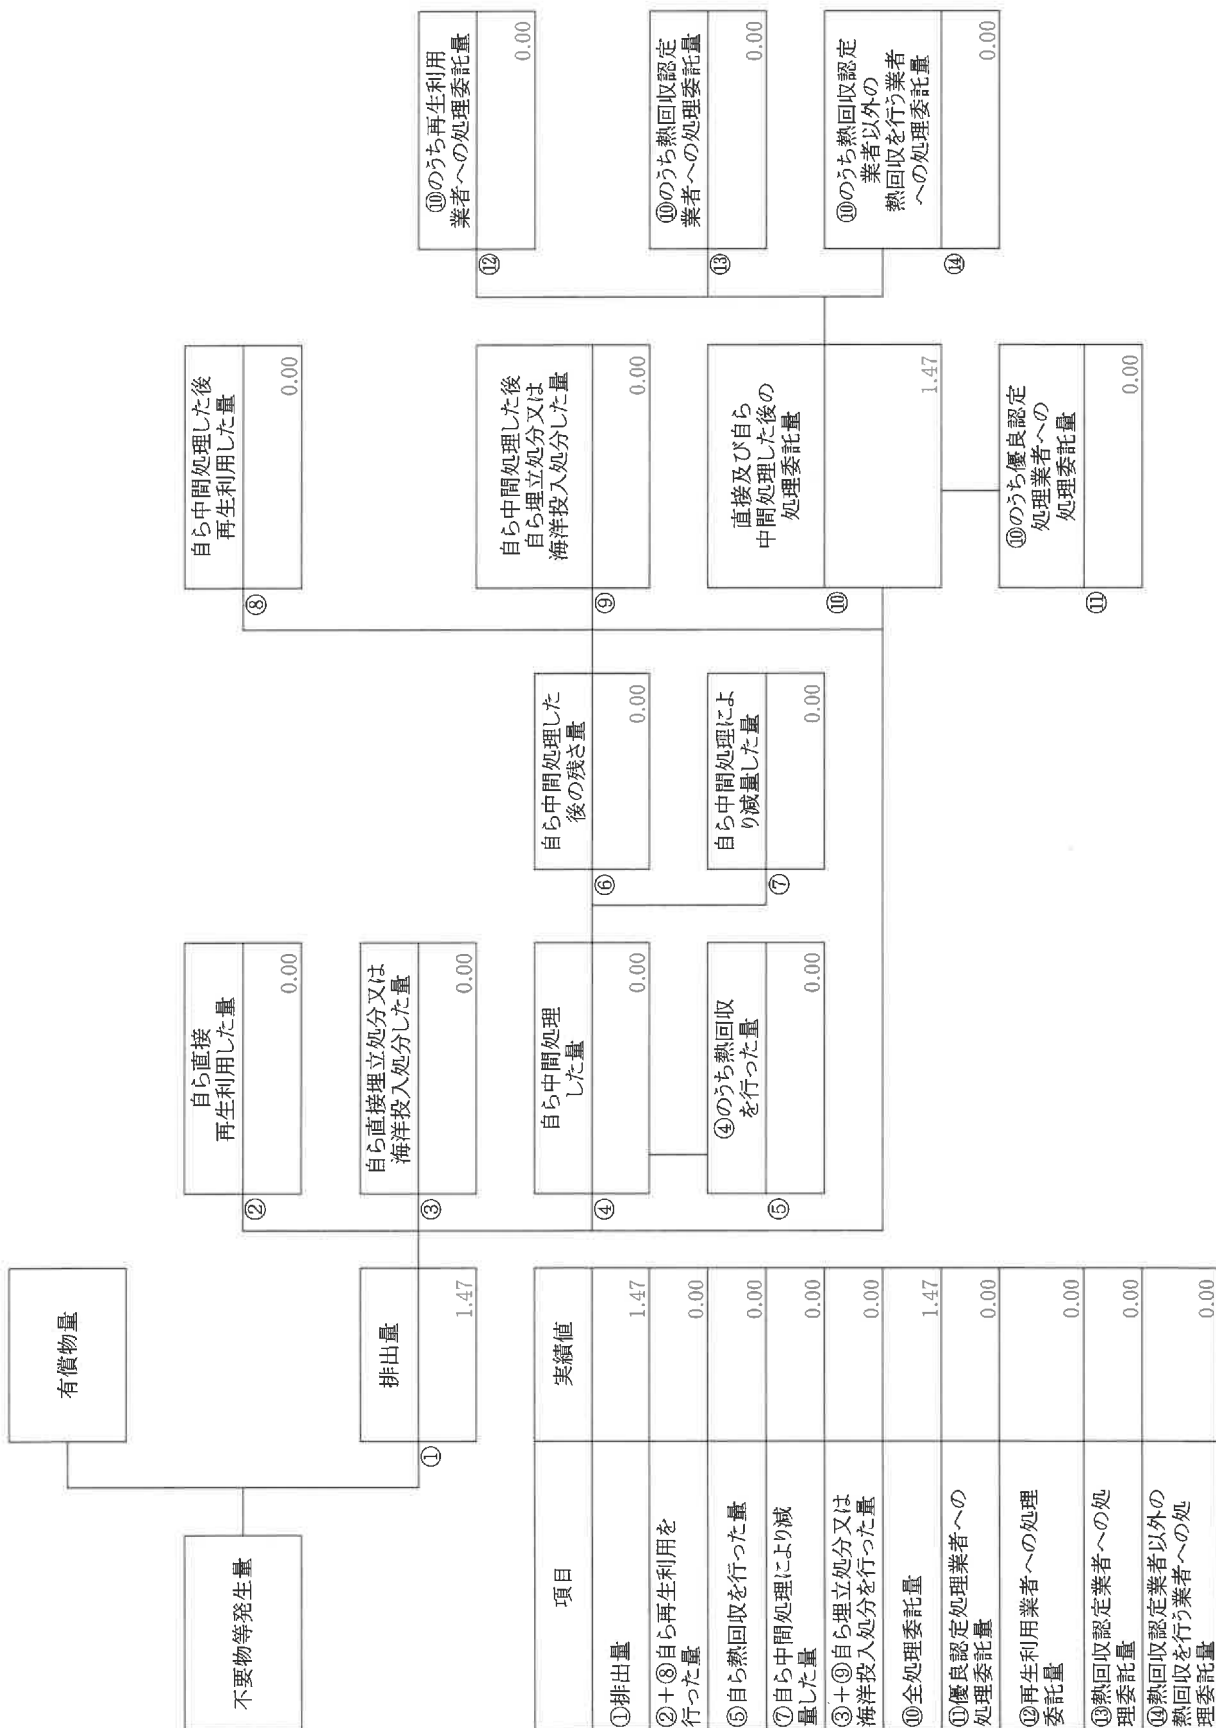 有償物量
不要物等発生量
排出量
①
1.47
自ら直接
再生利用した量
②
0.00
自ら直接埋立処分又は
海洋投入処分した量
③
0.00
自ら中間処理
した量
④
0.00
④のうち熱回収
を行った量
⑤
0.00
自ら中間処理した
後の残さ量
⑥
0.00
自ら中間処理によ
り減量した量
⑦
0.00
自ら中間処理した後
再生利用した量
⑧
0.00
自ら中間処理した後
自ら埋立処分又は
海洋投入処分した量
⑨
0.00
直接及び自ら
中間処理した後の
処理委託量
⑩
1.47
⑩のうち優良認定
処理業者への
処理委託量
⑪
0.00
⑩のうち再生利用
業者への処理委託量
⑫
0.00
⑩のうち熱回収認定
業者への処理委託量
⑬
0.00
⑩のうち熱回収認定
業者以外の
熱回収を行う業者
への処理委託量
⑭
0.00
項目 実績値
①排出量 1.47
②+⑧自ら再生利用を
行った量 0.00
⑤自ら熱回収を行った量 0.00
⑦自ら中間処理により減
量した量 0.00
③+⑨自ら埋立処分又は
海洋投入処分を行った量 0.00
⑩全処理委託量 1.47
⑪優良認定処理業者への
処理委託量 0.00
⑫再生利用業者への処理
委託量 0.00
⑬熱回収認定業者への処
理委託量 0.00
⑭熱回収認定業者以外の
熱回収を行う業者への処
理委託量 0.00